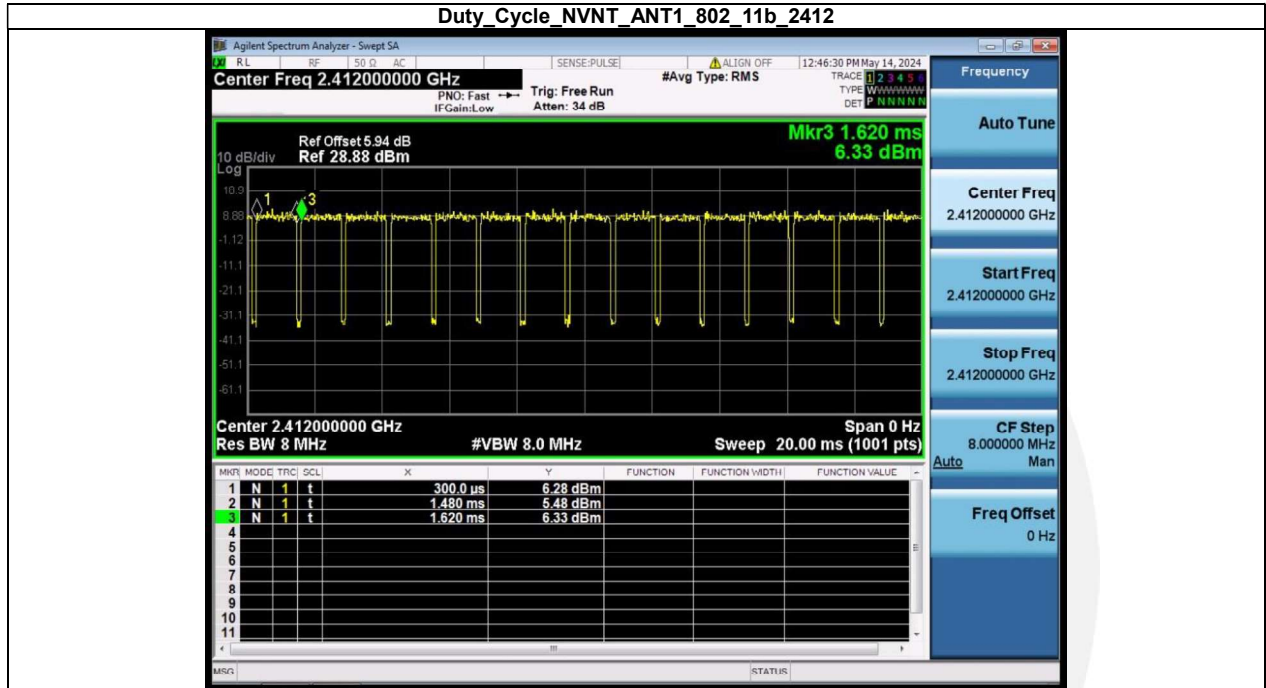 Duty_Cycle_NVNT_ANT1_802_11b_2412
Agilent Spectrum Analyzer - Swept SA
RL RF 50 Ω AC SENSE:PULSE ALIGN OFF 12:46:30 PM May 14, 2024
Center Freq 2.412000000 GHz
#Avg Type: RMS
TRACE 1 2 3 4 5 6
TYPE W
DET P N N N N N
PNO: Fast
IFGain:Low
Trig: Free Run
Atten: 34 dB
Mkr3 1.620 ms
6.33 dBm
Ref Offset 5.94 dB
10 dB/div Ref 28.88 dBm
Log
10.9
8.88
-1.12
-11.1
-21.1
-31.1
-41.1
-51.1
-61.1
1
3
Center 2.412000000 GHz Span 0 Hz
Res BW 8 MHz #VBW 8.0 MHz Sweep 20.00 ms (1001 pts)
MKR MODE TRC SCL X Y FUNCTION FUNCTION WIDTH FUNCTION VALUE
1 N 1 t 300.0 µs 6.28 dBm
2 N 1 t 1.480 ms 5.48 dBm
3 N 1 t 1.620 ms 6.33 dBm
4
5
6
7
8
9
10
11
MSG STATUS
Frequency
Auto Tune
Center Freq
2.412000000 GHz
Start Freq
2.412000000 GHz
Stop Freq
2.412000000 GHz
CF Step
8.000000 MHz
Auto Man
Freq Offset
0 Hz